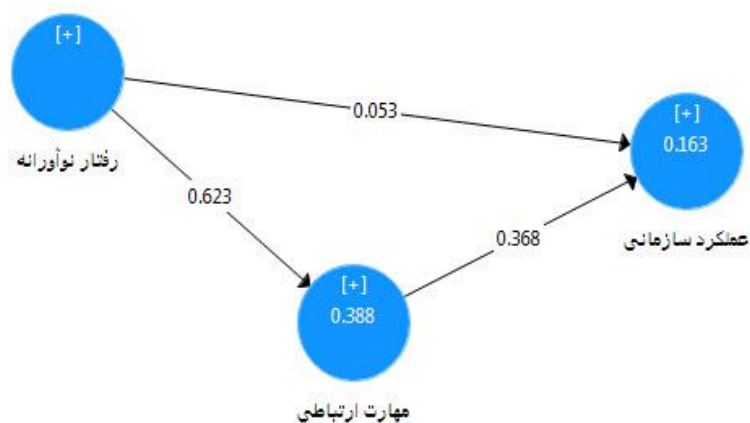 [+]
رفتار نوآورانه
0.053
[+]
0.163
عملکرد سازمانی
0.623
0.368
[+]
0.388
مهارت ارتباطی